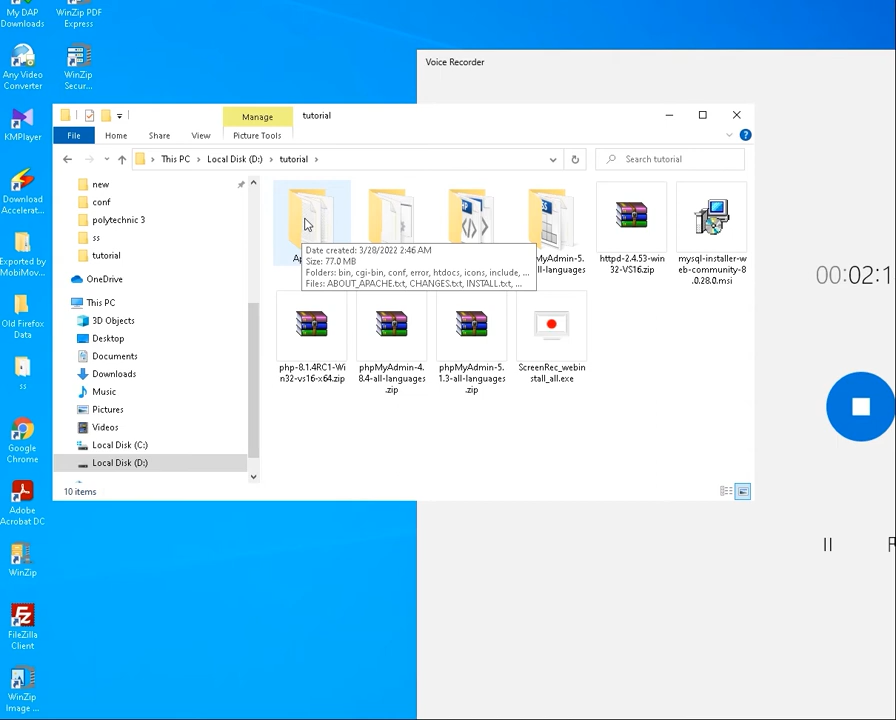 My DAP
Downloads
WinZip PDF
Express
Any Video
Converter
WinZip
Secur...
KMPlayer
Download
Accelerat...
Exported by
MobiMov...
Old Firefox
Data
ss
Google
Chrome
Adobe
Acrobat DC
WinZip
FileZilla
Client
WinZip
Image ...
Voice Recorder
Manage
tutorial
File
Home
Share
View
Picture Tools
This PC
Local Disk (D:)
tutorial
Search tutorial
new
conf
polytechnic 3
ss
tutorial
OneDrive
This PC
3D Objects
Desktop
Documents
Downloads
Music
Pictures
Videos
Local Disk (C:)
Local Disk (D:)
10 items
Date created: 3/28/2022 2:46 AM
Size: 77.0 MB
Folders: bin, cgi-bin, conf, error, htdocs, icons, include, ...
Files: ABOUT_APACHE.txt, CHANGES.txt, INSTALL.txt, ...
MyAdmin-5.
ll-languages
httpd-2.4.53-win
32-VS16.zip
mysql-installer-w
eb-community-8.
0.28.0.msi
php-8.1.4RC1-Wi
n32-vs16-x64.zip
phpMyAdmin-4.
8.4-all-languages
.zip
phpMyAdmin-5.
1.3-all-languages
.zip
ScreenRec_webin
stall_all.exe
00:02:1